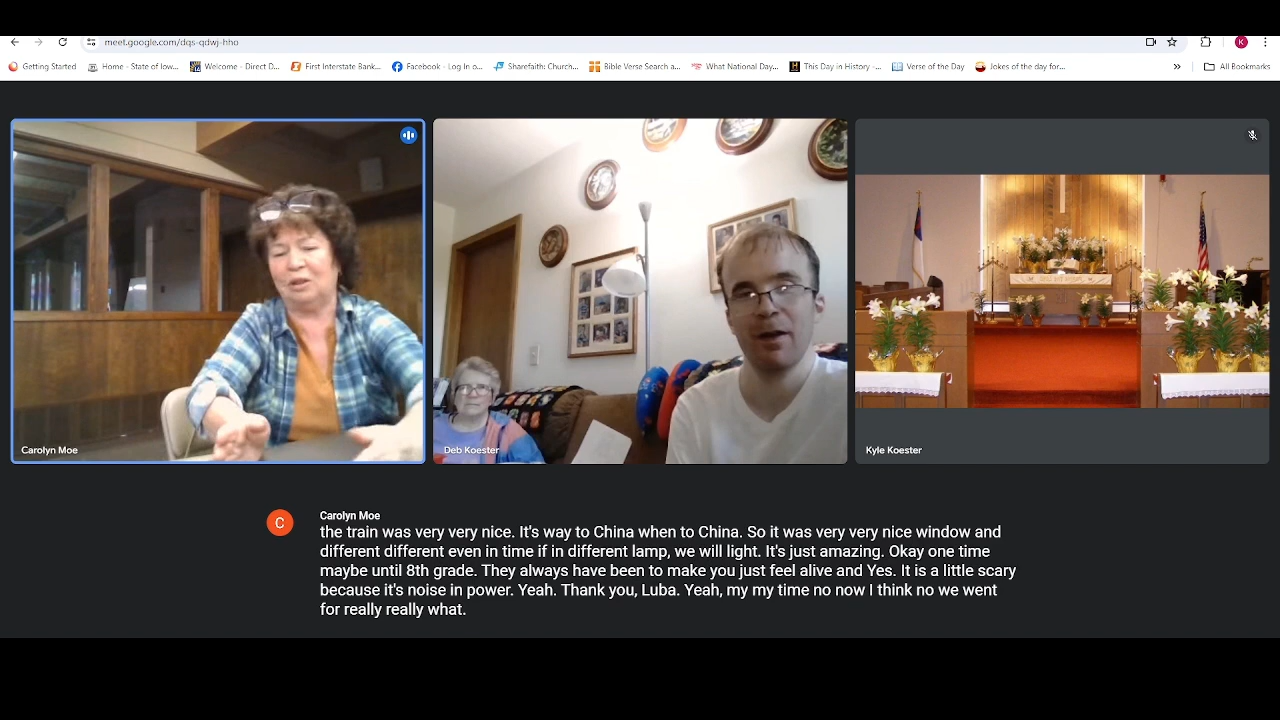 meet.google.com/dqs-qdwj-hho
K
Getting Started
Home - State of Iow...
Welcome - Direct D...
First Interstate Bank...
Facebook - Log In o...
Sharefaith: Church...
Bible Verse Search a...
What National Day...
This Day in History -...
Verse of the Day
Jokes of the day for...
»
All Bookmarks
Carolyn Moe
Deb Koester
Kyle Koester
C
Carolyn Moe
the train was very very nice. It's way to China when to China. So it was very very nice window and
different different even in time if in different lamp, we will light. It's just amazing. Okay one time
maybe until 8th grade. They always have been to make you just feel alive and Yes. It is a little scary
because it's noise in power. Yeah. Thank you, Luba. Yeah, my my time no now I think no we went
for really really what.